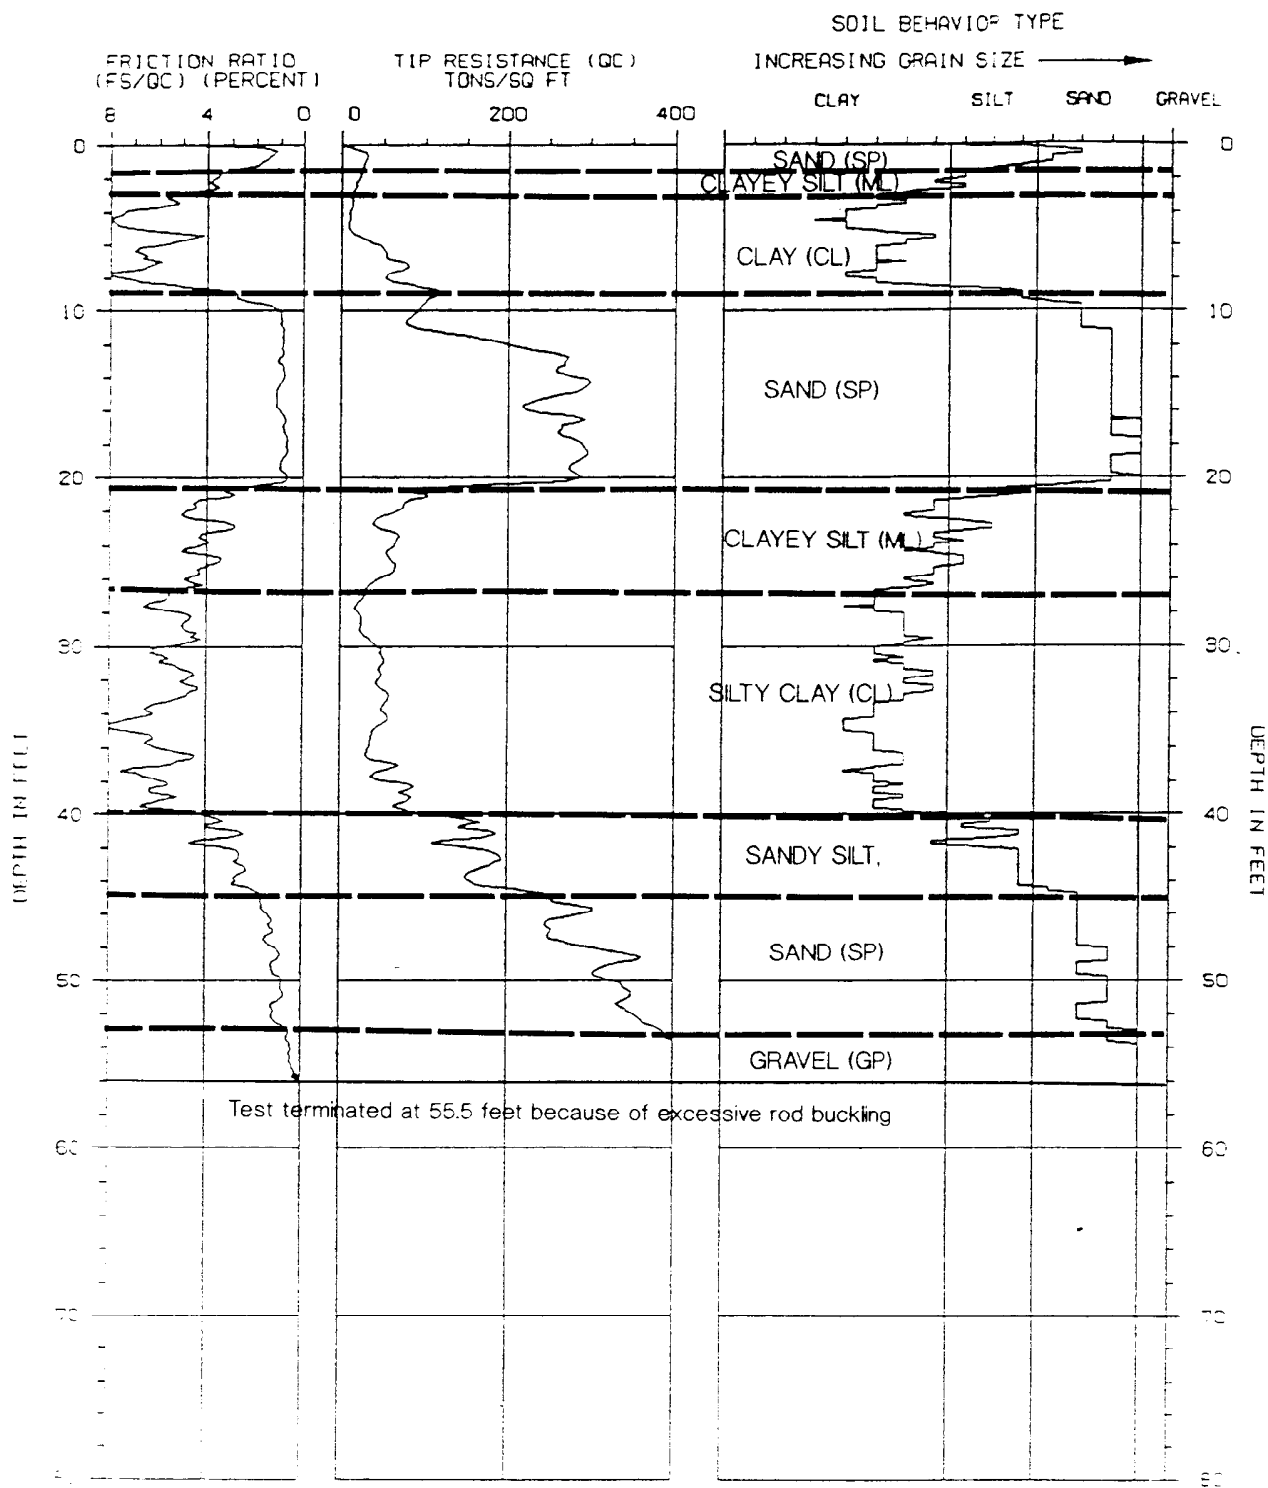 SOIL BEHAVIOR TYPE
FRICTION RATIO TIP RESISTANCE (QC) INCREASING GRAIN SIZE
(FS/QC) (PERCENT) TONS/SQ FT
CLAY SILT SAND GRAVEL
8 4 0 0 200 400
0 0
SAND (SP)
CLAYEY SILT (ML)
CLAY (CL)
10 10
SAND (SP)
20 20
CLAYEY SILT (ML)
30 30
SILTY CLAY (CL)
DEPTH IN FEET DEPTH IN FEET
40 40
SANDY SILT,
SAND (SP)
50 50
GRAVEL (GP)
Test terminated at 55.5 feet because of excessive rod buckling
60 60
70 70
80